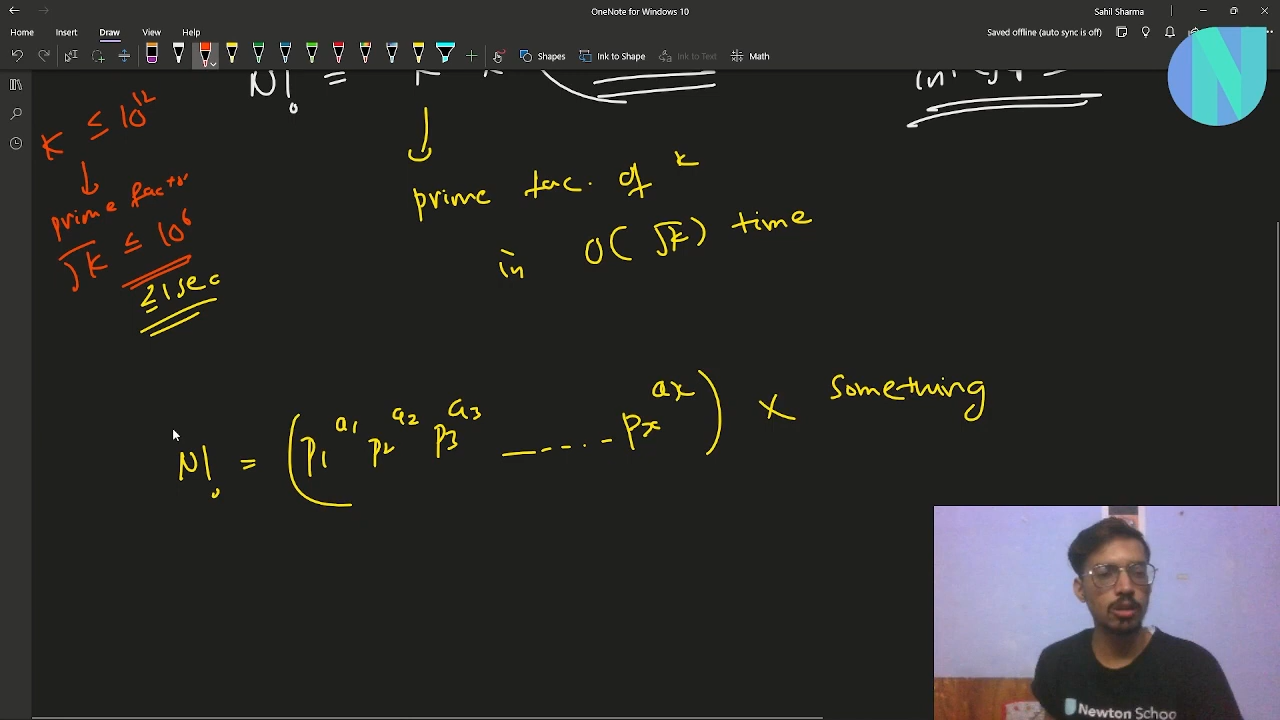 OneNote for Windows 10
Sahil Sharma
Home Insert Draw View Help
Saved offline (auto sync is off)
Shapes Ink to Shape Ink to Text Math
N! =
K ≤ 10^12
prime factor
√K ≤ 10^6
≤ 1 sec
prime fac. of k
in O(√k) time
N! = (p1^a1 p2^a2 p3^a3 ------ px^ax) × something
Newton Schoo